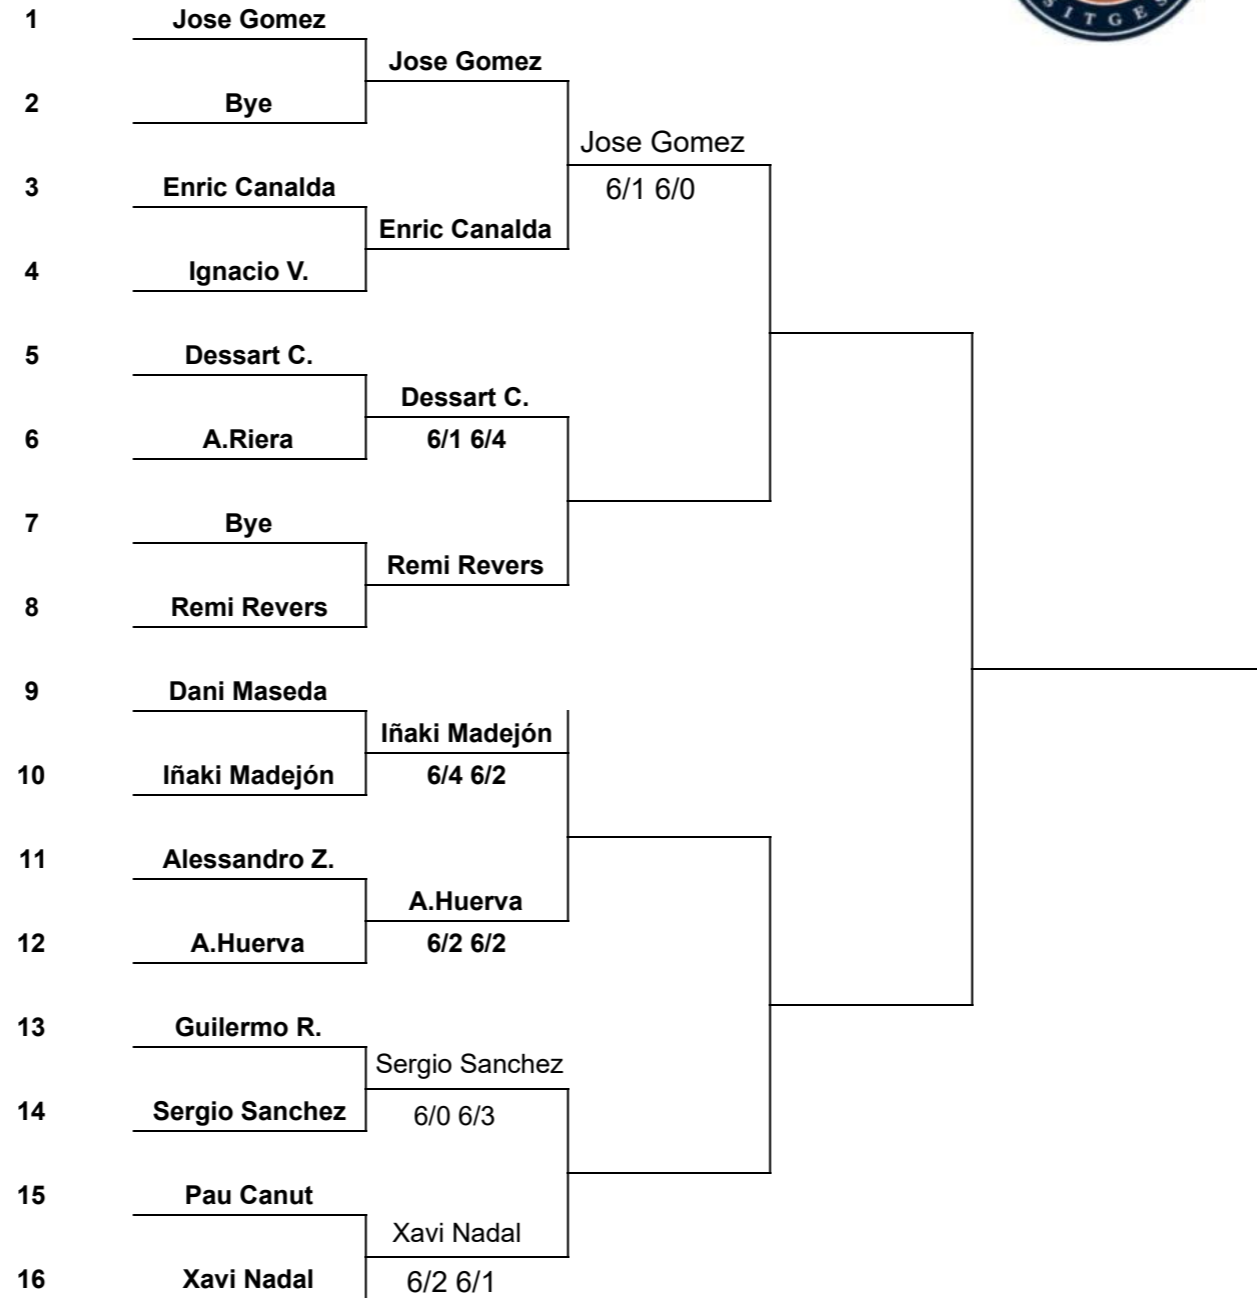 SITGES
1 Jose Gomez
Jose Gomez
2 Bye
Jose Gomez
3 Enric Canalda 6/1 6/0
Enric Canalda
4 Ignacio V.
5 Dessart C.
Dessart C.
6 A.Riera 6/1 6/4
7 Bye
Remi Revers
8 Remi Revers
9 Dani Maseda
Iñaki Madejón
10 Iñaki Madejón 6/4 6/2
11 Alessandro Z.
A.Huerva
12 A.Huerva 6/2 6/2
13 Guilermo R.
Sergio Sanchez
14 Sergio Sanchez 6/0 6/3
15 Pau Canut
Xavi Nadal
16 Xavi Nadal 6/2 6/1